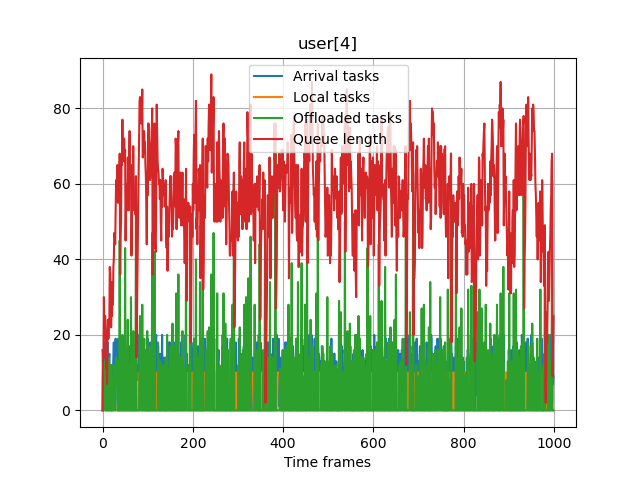 user[4]
Arrival tasks
Local tasks
Offloaded tasks
Queue length
80
60
40
20
0
0 200 400 600 800 1000
Time frames